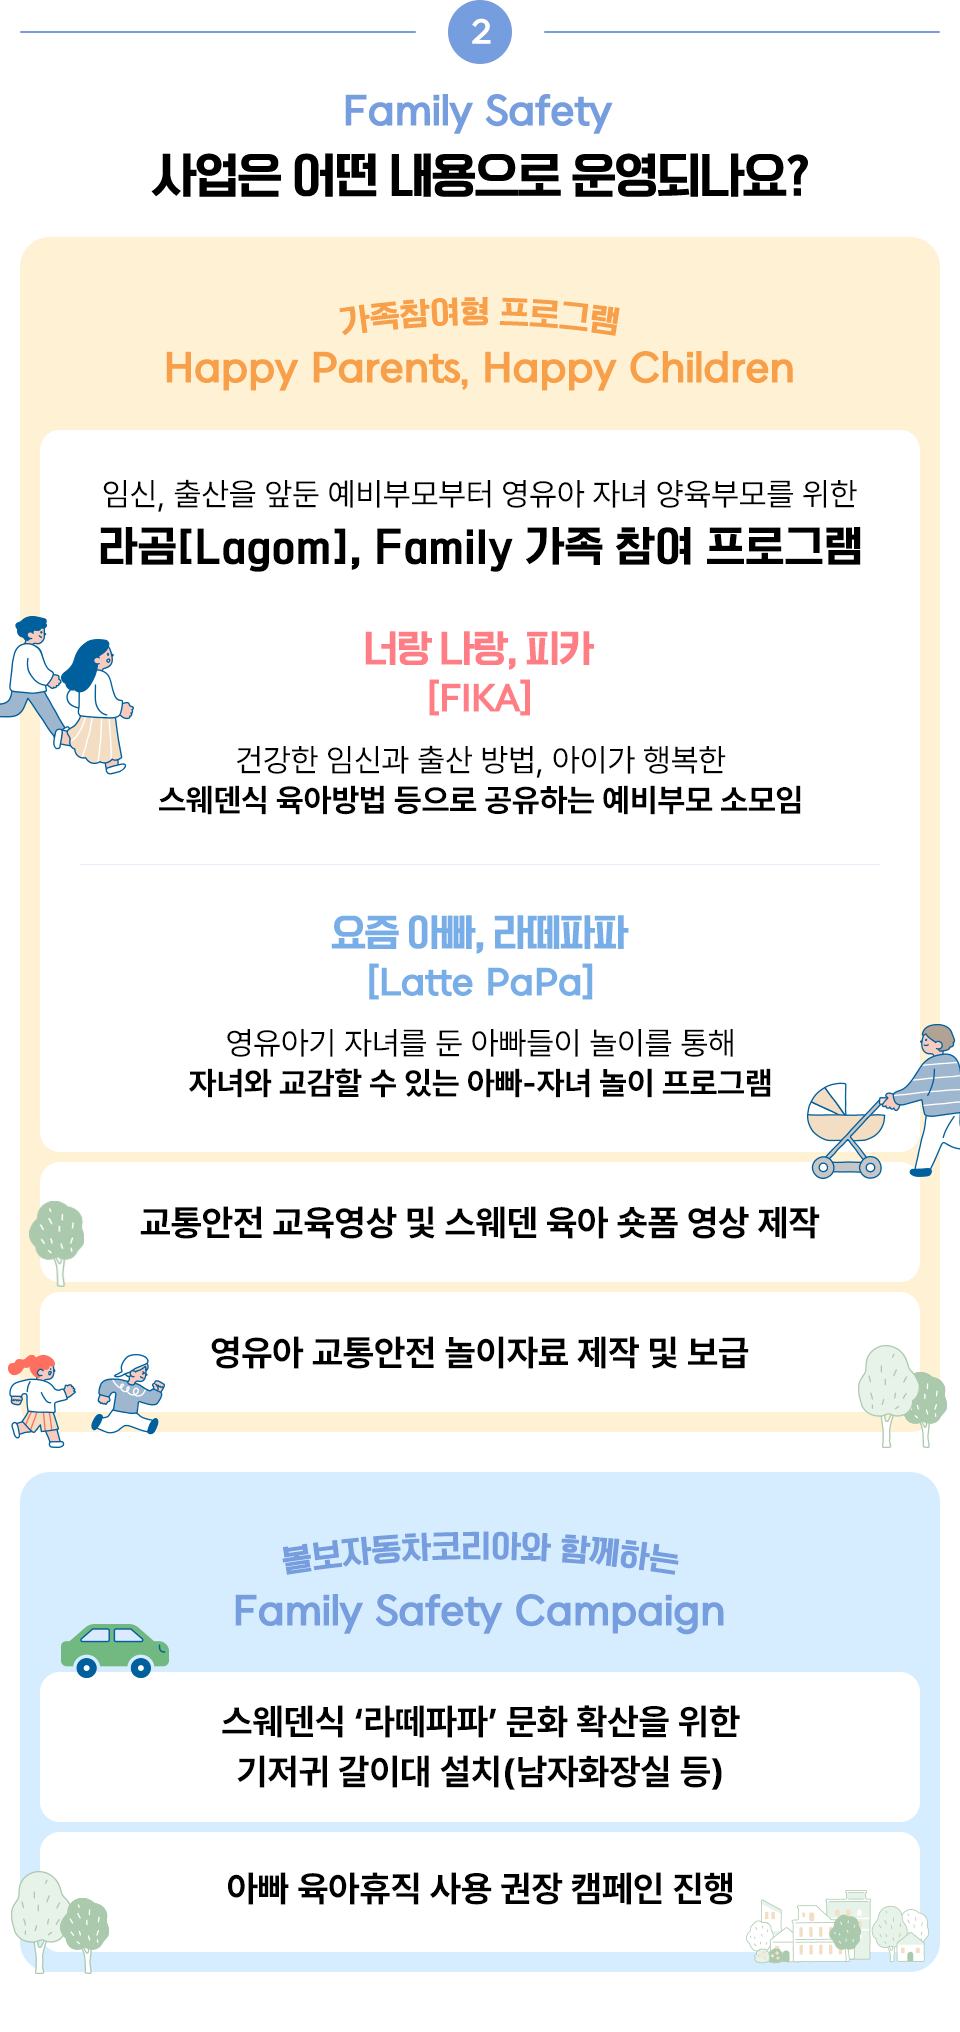 2
Family Safety
사업은 어떤 내용으로 운영되나요?
가족참여형 프로그램
Happy Parents, Happy Children
임신, 출산을 앞둔 예비부모부터 영유아 자녀 양육부모를 위한
라곰[Lagom], Family 가족 참여 프로그램
너랑 나랑, 피카
[FIKA]
건강한 임신과 출산 방법, 아이가 행복한
스웨덴식 육아방법 등으로 공유하는 예비부모 소모임
요즘 아빠, 라떼파파
[Latte PaPa]
영유아기 자녀를 둔 아빠들이 놀이를 통해
자녀와 교감할 수 있는 아빠-자녀 놀이 프로그램
교통안전 교육영상 및 스웨덴 육아 숏폼 영상 제작
영유아 교통안전 놀이자료 제작 및 보급
볼보자동차코리아와 함께하는
Family Safety Campaign
스웨덴식 ‘라떼파파’ 문화 확산을 위한
기저귀 갈이대 설치(남자화장실 등)
아빠 육아휴직 사용 권장 캠페인 진행